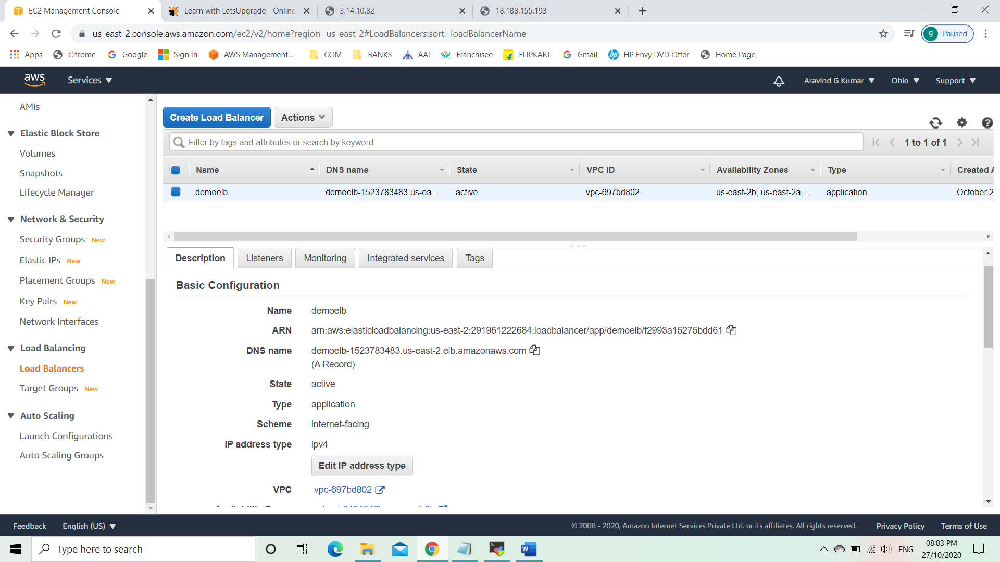 EC2 Management Console
Learn with LetsUpgrade - Online
3.14.10.82
18.188.155.193
us-east-2.console.aws.amazon.com/ec2/v2/home?region=us-east-2#LoadBalancers:sort=loadBalancerName
g Paused
Apps Chrome Google Sign In AWS Management... COM BANKS AAI Franchisee FLIPKART Gmail HP Envy DVD Offer Home Page
aws Services Aravind G Kumar Ohio Support
AMIs
Elastic Block Store
Volumes
Snapshots
Lifecycle Manager
Network & Security
Security Groups New
Elastic IPs New
Placement Groups New
Key Pairs New
Network Interfaces
Load Balancing
Load Balancers
Target Groups New
Auto Scaling
Launch Configurations
Auto Scaling Groups
Create Load Balancer Actions
Filter by tags and attributes or search by keyword 1 to 1 of 1
Name DNS name State VPC ID Availability Zones Type Created A
demoelb demoelb-1523783483.us-ea... active vpc-697bd802 us-east-2b, us-east-2a,... application October 2
Description Listeners Monitoring Integrated services Tags
Basic Configuration
Name demoelb
ARN arn:aws:elasticloadbalancing:us-east-2:291961222684:loadbalancer/app/demoelb/f2993a15275bdd61
DNS name demoelb-1523783483.us-east-2.elb.amazonaws.com
(A Record)
State active
Type application
Scheme internet-facing
IP address type ipv4
Edit IP address type
VPC vpc-697bd802
Feedback English (US) © 2008 - 2020, Amazon Internet Services Private Ltd. or its affiliates. All rights reserved. Privacy Policy Terms of Use
Type here to search
ENG
08:03 PM
27/10/2020